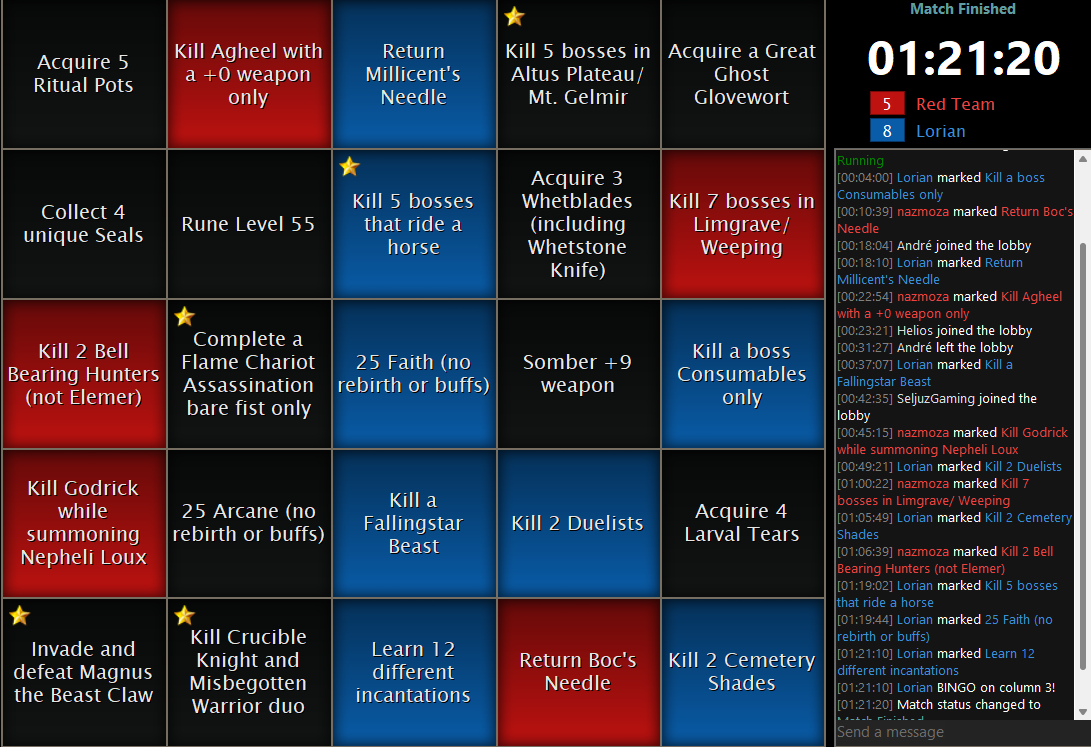 Acquire 5
Ritual Pots
Kill Agheel with
a +0 weapon
only
Return
Millicent's
Needle
Kill 5 bosses in
Altus Plateau/
Mt. Gelmir
Acquire a Great
Ghost
Glovewort
Collect 4
unique Seals
Rune Level 55
Kill 5 bosses
that ride a
horse
Acquire 3
Whetblades
(including
Whetstone
Knife)
Kill 7 bosses in
Limgrave/
Weeping
Kill 2 Bell
Bearing Hunters
(not Elemer)
Complete a
Flame Chariot
Assassination
bare fist only
25 Faith (no
rebirth or buffs)
Somber +9
weapon
Kill a boss
Consumables
only
Kill Godrick
while
summoning
Nepheli Loux
25 Arcane (no
rebirth or buffs)
Kill a
Fallingstar
Beast
Kill 2 Duelists
Acquire 4
Larval Tears
Invade and
defeat Magnus
the Beast Claw
Kill Crucible
Knight and
Misbegotten
Warrior duo
Learn 12
different
incantations
Return Boc's
Needle
Kill 2 Cemetery
Shades
Match Finished
01:21:20
5 Red Team
8 Lorian
Running
[00:04:00] Lorian marked Kill a boss
Consumables only
[00:10:39] nazmoza marked Return Boc's
Needle
[00:18:04] André joined the lobby
[00:18:10] Lorian marked Return
Millicent's Needle
[00:22:54] nazmoza marked Kill Agheel
with a +0 weapon only
[00:23:21] Helios joined the lobby
[00:31:27] André left the lobby
[00:37:07] Lorian marked Kill a
Fallingstar Beast
[00:42:35] SeljuzGaming joined the
lobby
[00:45:15] nazmoza marked Kill Godrick
while summoning Nepheli Loux
[00:49:21] Lorian marked Kill 2 Duelists
[01:00:22] nazmoza marked Kill 7
bosses in Limgrave/ Weeping
[01:05:49] Lorian marked Kill 2 Cemetery
Shades
[01:06:39] nazmoza marked Kill 2 Bell
Bearing Hunters (not Elemer)
[01:19:02] Lorian marked Kill 5 bosses
that ride a horse
[01:19:44] Lorian marked 25 Faith (no
rebirth or buffs)
[01:21:10] Lorian marked Learn 12
different incantations
[01:21:10] Lorian BINGO on column 3!
[01:21:20] Match status changed to
Match Finished
Send a message